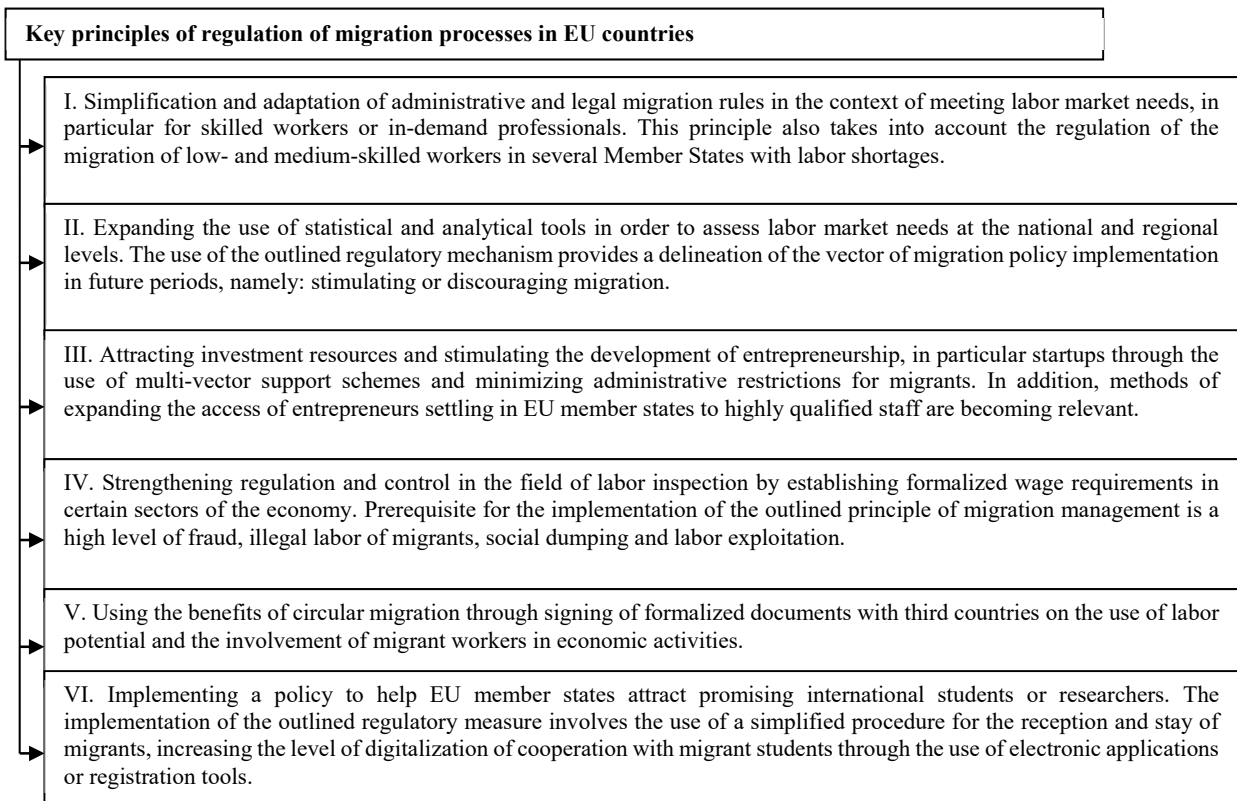 Key principles of regulation of migration processes in EU countries
I. Simplification and adaptation of administrative and legal migration rules in the context of meeting labor market needs, in
particular for skilled workers or in-demand professionals. This principle also takes into account the regulation of the
migration of low- and medium-skilled workers in several Member States with labor shortages.
II. Expanding the use of statistical and analytical tools in order to assess labor market needs at the national and regional
levels. The use of the outlined regulatory mechanism provides a delineation of the vector of migration policy implementation
in future periods, namely: stimulating or discouraging migration.
III. Attracting investment resources and stimulating the development of entrepreneurship, in particular startups through the
use of multi-vector support schemes and minimizing administrative restrictions for migrants. In addition, methods of
expanding the access of entrepreneurs settling in EU member states to highly qualified staff are becoming relevant.
IV. Strengthening regulation and control in the field of labor inspection by establishing formalized wage requirements in
certain sectors of the economy. Prerequisite for the implementation of the outlined principle of migration management is a
high level of fraud, illegal labor of migrants, social dumping and labor exploitation.
V. Using the benefits of circular migration through signing of formalized documents with third countries on the use of labor
potential and the involvement of migrant workers in economic activities.
VI. Implementing a policy to help EU member states attract promising international students or researchers. The
implementation of the outlined regulatory measure involves the use of a simplified procedure for the reception and stay of
migrants, increasing the level of digitalization of cooperation with migrant students through the use of electronic applications
or registration tools.